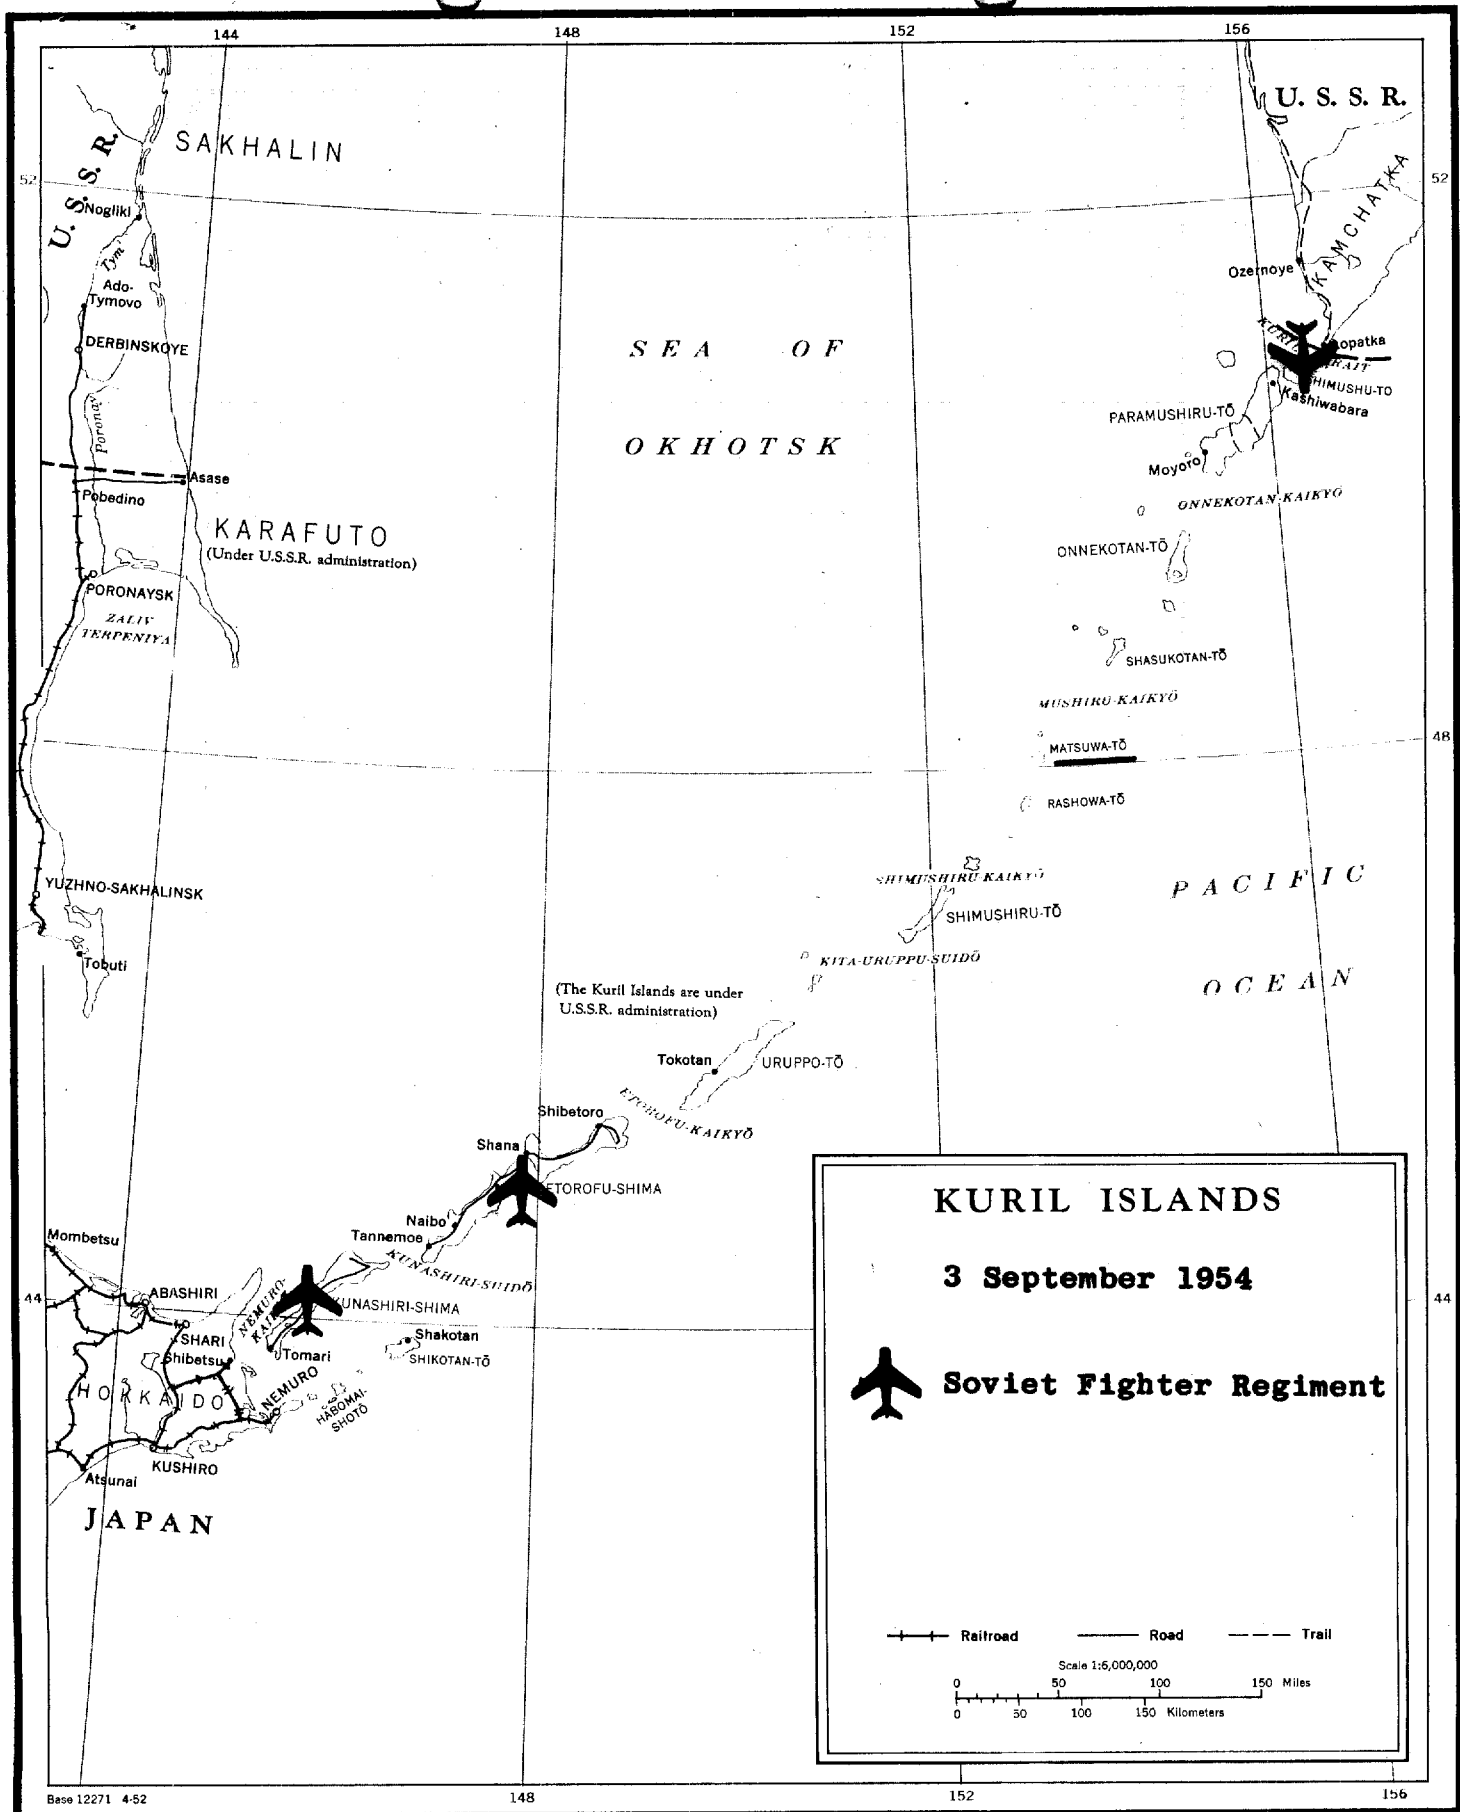 144 148 152 156
U. S. S. R.
SAKHALIN
U. S. S. R.
52
52
Nogliki
KAMCHATKA
Tym'
Ozernoye
Ado-
Tymovo
DERBINSKOYE
SEA OF
Lopatka
HIMUSHU-TO
Kashiwabara
PARAMUSHIRU-TŌ
Poronay
OKHOTSK
Moyoro
Asase
Pobedino
ONNEKOTAN-KAIKYŌ
KARAFUTO
(Under U.S.S.R. administration)
ONNEKOTAN-TŌ
PORONAYSK
ZALIV
TERPENIYA
SHASUKOTAN-TŌ
MUSHIRU-KAIKYŌ
MATSUWA-TŌ
48
RASHOWA-TŌ
SHIMUSHIRU KAIKYŌ
PACIFIC
YUZHNO-SAKHALINSK
SHIMUSHIRU-TŌ
Tobuti
KITA-URUPPU-SUIDŌ
OCEAN
(The Kuril Islands are under
U.S.S.R. administration)
Tokotan
URUPPO-TŌ
Shibetoro
ETOROFU-KAIKYŌ
Shana
ETOROFU-SHIMA
Naibo
Tannemoe
Mombetsu
KUNASHIRI-SUIDŌ
ABASHIRI
44
44
NEMURO-
KAI
UNASHIRI-SHIMA
SHARI
Shakotan
Shibetsu
Tomari
SHIKOTAN-TŌ
HOKKAIDO
NEMURO
HABOMAI-
SHOTŌ
KUSHIRO
Atsunai
JAPAN
KURIL ISLANDS
3 September 1954
Soviet Fighter Regiment
Railroad Road Trail
Scale 1:6,000,000
0 50 100 150 Miles
0 50 100 150 Kilometers
Base 12271 4-52
148 152 156